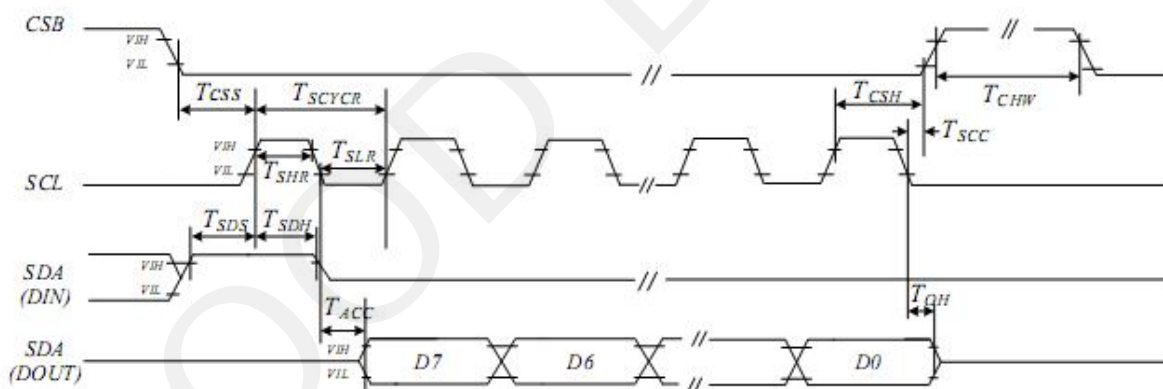 CSB
VIH
VIL
//
TCSS
TSCYCR
TCSH
TCHW
TSCC
SCL
VIH
VIL
TSHR
TSLR
//
TSDS
TSDH
SDA
(DIN)
VIH
VIL
//
TACC
TOH
SDA
(DOUT)
VIH
VIL
D7
D6
//
//
D0